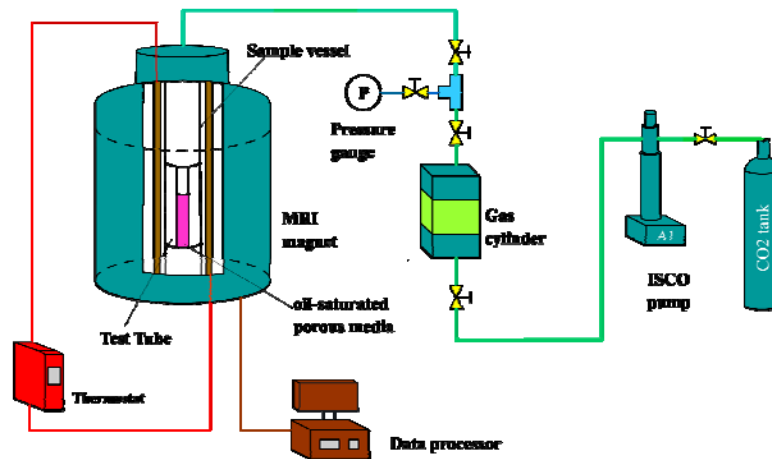 Sample vessel
P
Pressure
gauge
MRI
magnet
Gas
cylinder
A1
ISCO
pump
CO2 tank
oil-saturated
porous media
Test Tube
Thermostat
Data processor